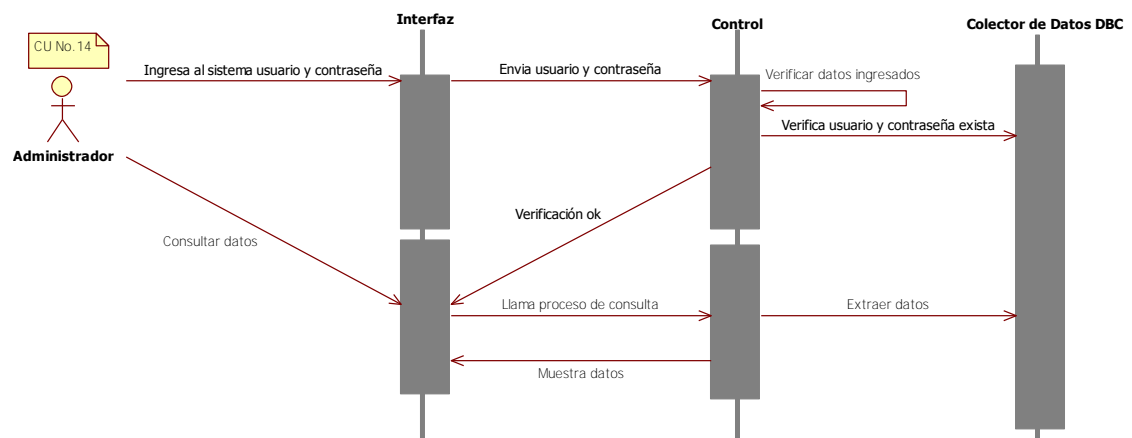 Interfaz
Control
Colector de Datos DBC
CU No. 14
Ingresa al sistema usuario y contraseña
Envia usuario y contraseña
Verificar datos ingresados
Verifica usuario y contraseña exista
Administrador
Verificación ok
Consultar datos
Llama proceso de consulta
Extraer datos
Muestra datos